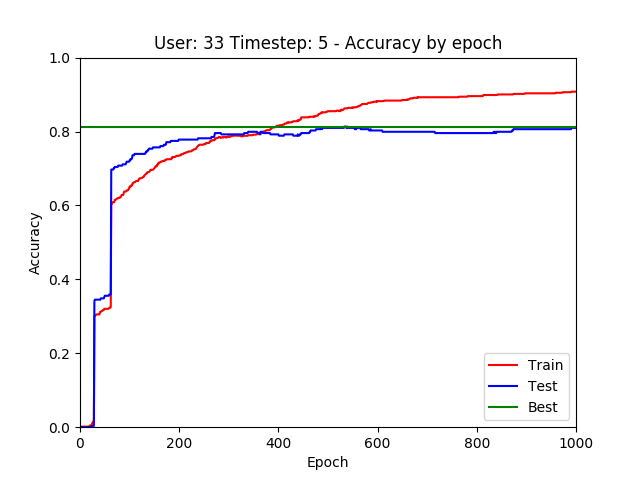 User: 33 Timestep: 5 - Accuracy by epoch
1.0
0.8
0.6
0.4
0.2
0.0
Accuracy
0 200 400 600 800 1000
Epoch
Train
Test
Best